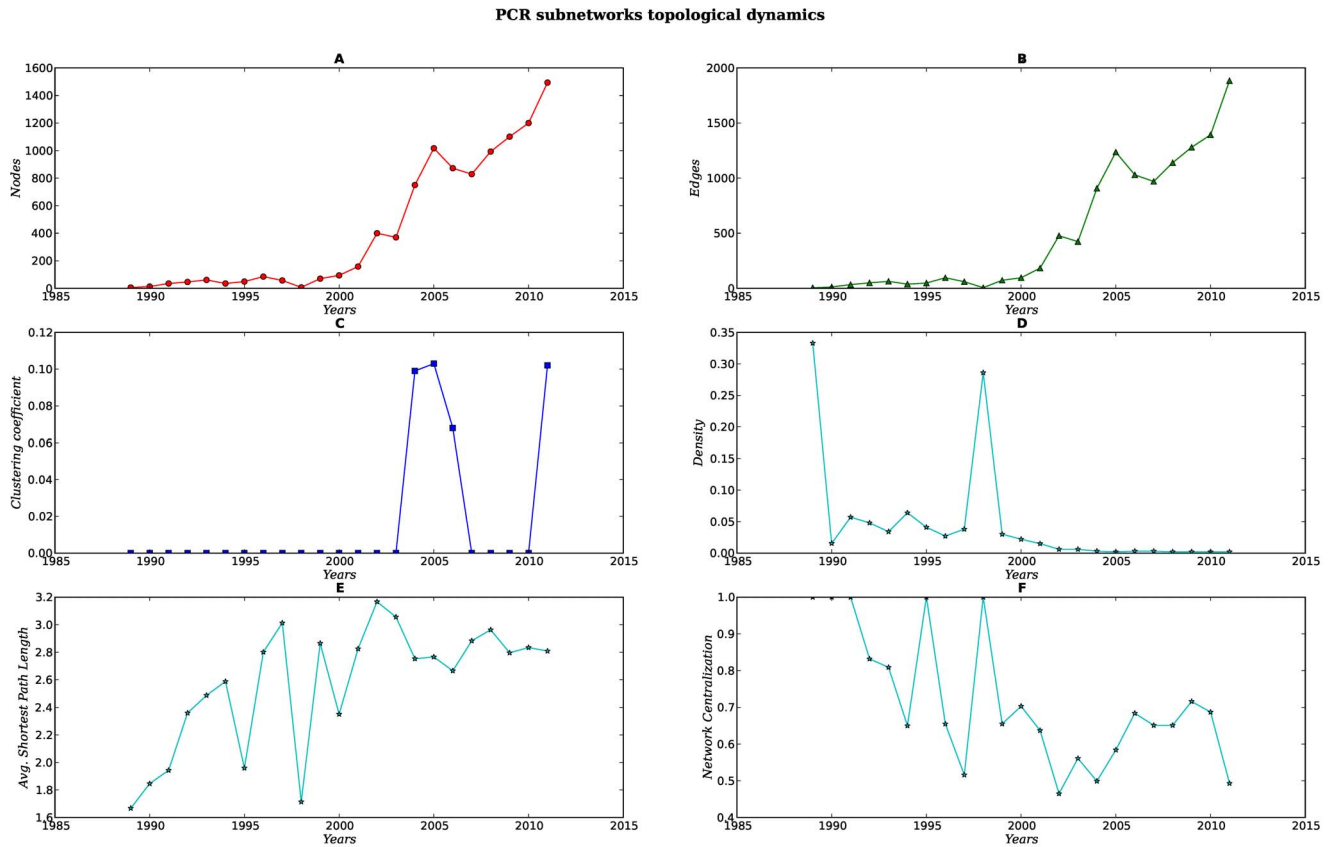 PCR subnetworks topological dynamics
A
1600
1400
1200
1000
800
600
400
200
0
Nodes
1985 1990 1995 2000 2005 2010 2015
Years
B
2000
1500
1000
500
0
Edges
1985 1990 1995 2000 2005 2010 2015
Years
C
0.12
0.10
0.08
0.06
0.04
0.02
0.00
Clustering coefficient
1985 1990 1995 2000 2005 2010 2015
Years
D
0.35
0.30
0.25
0.20
0.15
0.10
0.05
0.00
Density
1985 1990 1995 2000 2005 2010 2015
Years
E
3.2
3.0
2.8
2.6
2.4
2.2
2.0
1.8
1.6
Avg. Shortest Path Length
1985 1990 1995 2000 2005 2010 2015
Years
F
1.0
0.9
0.8
0.7
0.6
0.5
0.4
Network Centralization
1985 1990 1995 2000 2005 2010 2015
Years